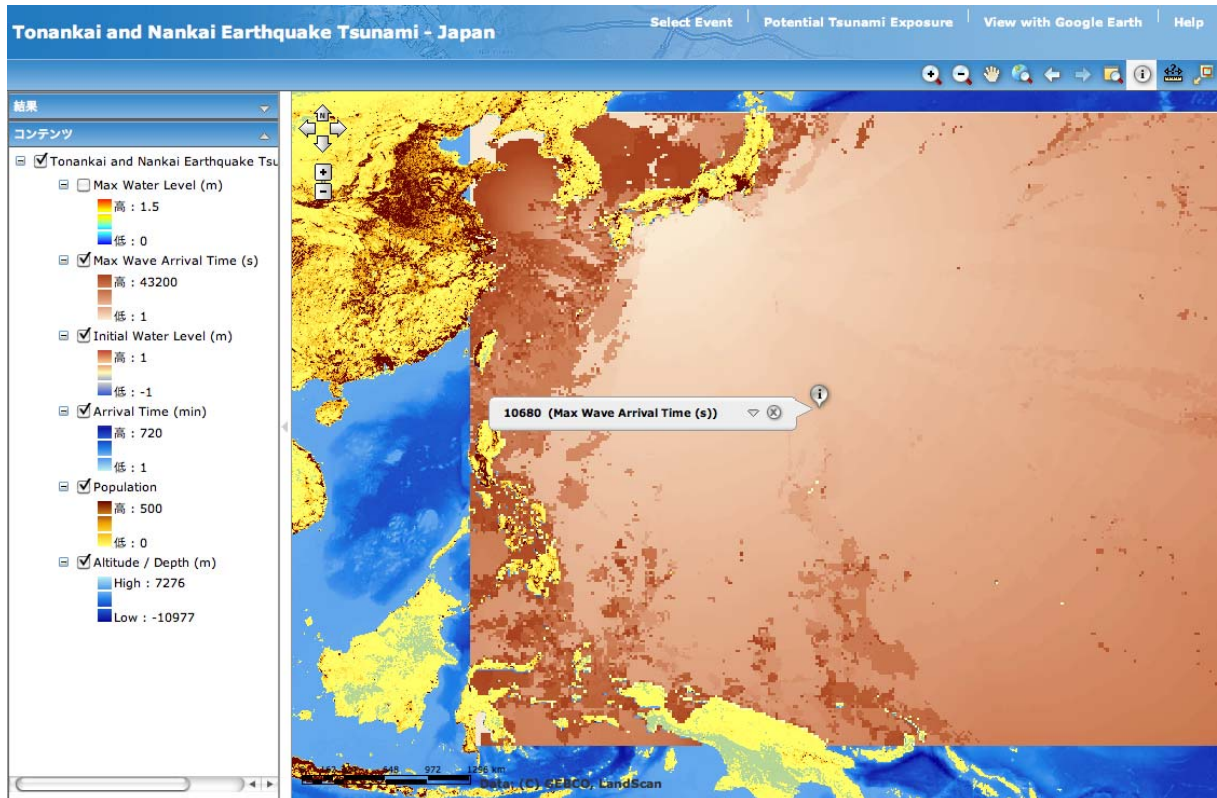 Tonankai and Nankai Earthquake Tsunami - Japan
Select Event
Potential Tsunami Exposure
View with Google Earth
Help
結果
コンテンツ
Tonankai and Nankai Earthquake Tsu
Max Water Level (m)
高 : 1.5
低 : 0
Max Wave Arrival Time (s)
高 : 43200
低 : 1
Initial Water Level (m)
高 : 1
低 : -1
Arrival Time (min)
高 : 720
低 : 1
Population
高 : 500
低 : 0
Altitude / Depth (m)
High : 7276
Low : -10977
N
10680 (Max Wave Arrival Time (s))
648 972 1296 km
Data: (C) GEBCO, LandScan